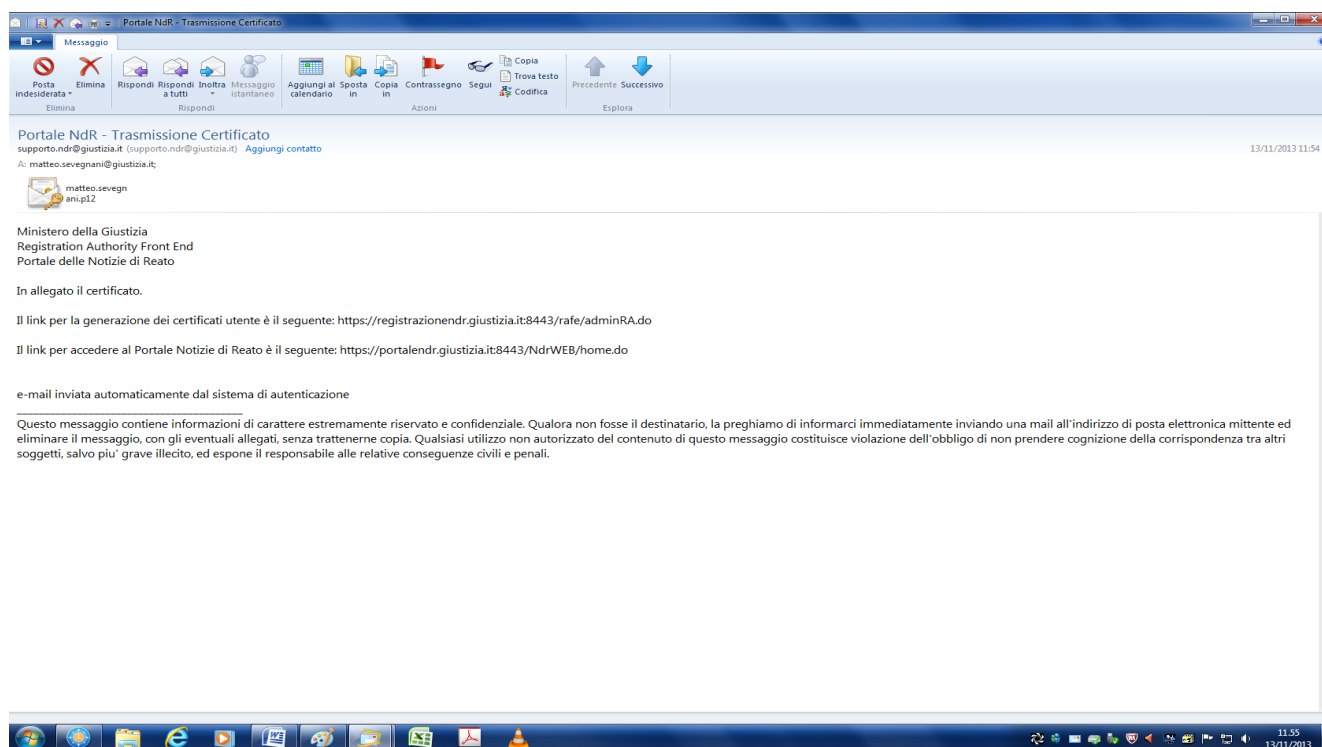 Portale NdR - Trasmissione Certificato
Messaggio
Posta indesiderata
Elimina
Rispondi
Rispondi a tutti
Inoltra
Messaggio istantaneo
Aggiungi al calendario
Sposta in
Copia in
Contrassegno
Segui
Copia
Trova testo
Codifica
Precedente
Successivo
Elimina
Rispondi
Azioni
Esplora
Portale NdR - Trasmissione Certificato
supporto.ndr@giustizia.it (supporto.ndr@giustizia.it) Aggiungi contatto
13/11/2013 11:54
A: matteo.sevegnani@giustizia.it;
matteo.sevegn
ani.p12
Ministero della Giustizia
Registration Authority Front End
Portale delle Notizie di Reato
In allegato il certificato.
Il link per la generazione dei certificati utente è il seguente: https://registrazionendr.giustizia.it:8443/rafe/adminRA.do
Il link per accedere al Portale Notizie di Reato è il seguente: https://portalendr.giustizia.it:8443/NdrWEB/home.do
e-mail inviata automaticamente dal sistema di autenticazione
Questo messaggio contiene informazioni di carattere estremamente riservato e confidenziale. Qualora non fosse il destinatario, la preghiamo di informarci immediatamente inviando una mail all'indirizzo di posta elettronica mittente ed
eliminare il messaggio, con gli eventuali allegati, senza trattenerne copia. Qualsiasi utilizzo non autorizzato del contenuto di questo messaggio costituisce violazione dell'obbligo di non prendere cognizione della corrispondenza tra altri
soggetti, salvo piu' grave illecito, ed espone il responsabile alle relative conseguenze civili e penali.
11.55
13/11/2013